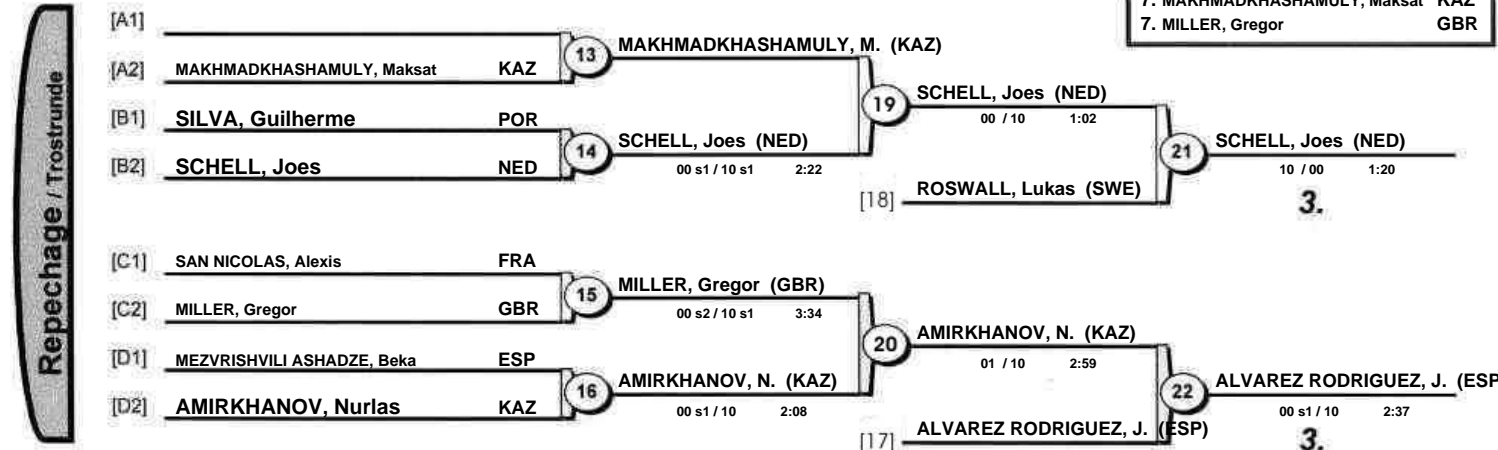 7. MAKHMADKHASHAMULY, Maksat KAZ
7. MILLER, Gregor GBR
Repechage / Trostrunde
[A1]
[A2] MAKHMADKHASHAMULY, Maksat KAZ
13 MAKHMADKHASHAMULY, M. (KAZ)
[B1] SILVA, Guilherme POR
[B2] SCHELL, Joes NED
14 SCHELL, Joes (NED)
00 s1 / 10 s1 2:22
19 SCHELL, Joes (NED)
00 / 10 1:02
[18] ROSWALL, Lukas (SWE)
21 SCHELL, Joes (NED)
10 / 00 1:20
3.
[C1] SAN NICOLAS, Alexis FRA
[C2] MILLER, Gregor GBR
15 MILLER, Gregor (GBR)
00 s2 / 10 s1 3:34
[D1] MEZVRISHVILI ASHADZE, Beka ESP
[D2] AMIRKHANOV, Nurlas KAZ
16 AMIRKHANOV, N. (KAZ)
00 s1 / 10 2:08
20 AMIRKHANOV, N. (KAZ)
01 / 10 2:59
[17] ALVAREZ RODRIGUEZ, J. (ESP)
22 ALVAREZ RODRIGUEZ, J. (ESP
00 s1 / 10 2:37
3.